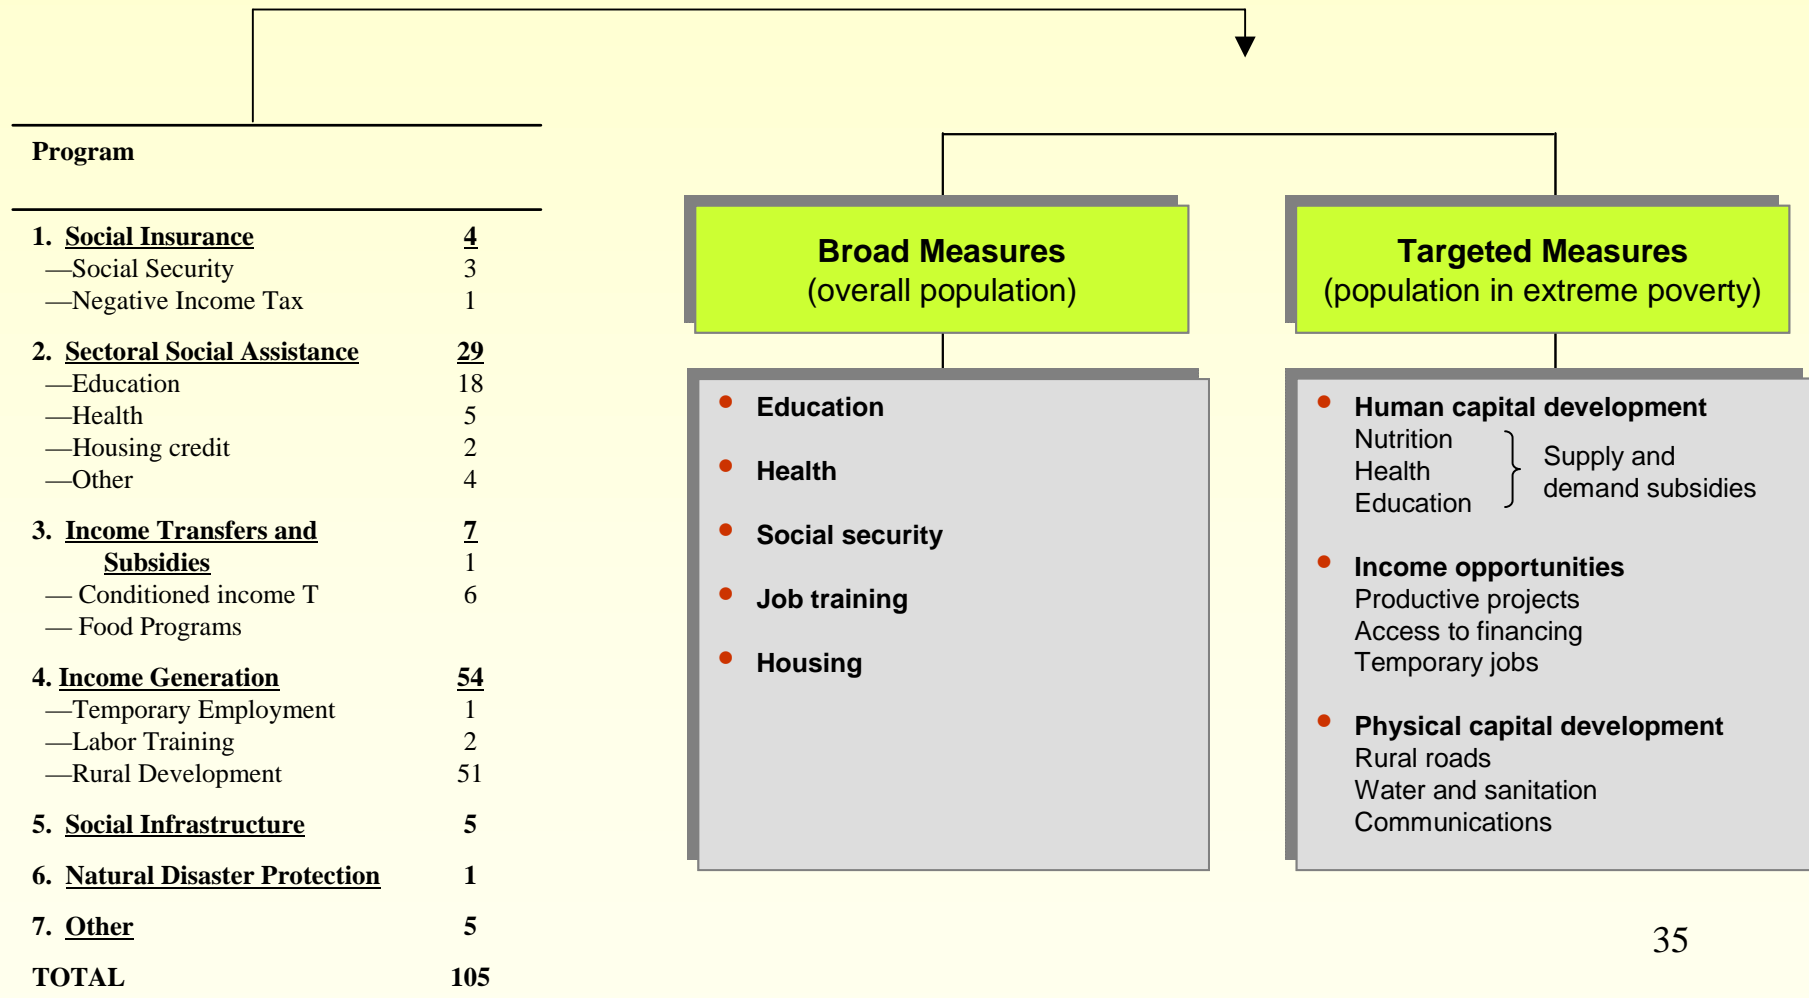 Program
1. Social Insurance 4
—Social Security 3
—Negative Income Tax 1
2. Sectoral Social Assistance 29
—Education 18
—Health 5
—Housing credit 2
—Other 4
3. Income Transfers and 7
Subsidies 1
— Conditioned income T 6
— Food Programs
4. Income Generation 54
—Temporary Employment 1
—Labor Training 2
—Rural Development 51
5. Social Infrastructure 5
6. Natural Disaster Protection 1
7. Other 5
TOTAL 105
Broad Measures
(overall population)
• Education
• Health
• Social security
• Job training
• Housing
Targeted Measures
(population in extreme poverty)
• Human capital development
Nutrition
Health
Education
Supply and
demand subsidies
• Income opportunities
Productive projects
Access to financing
Temporary jobs
• Physical capital development
Rural roads
Water and sanitation
Communications
35